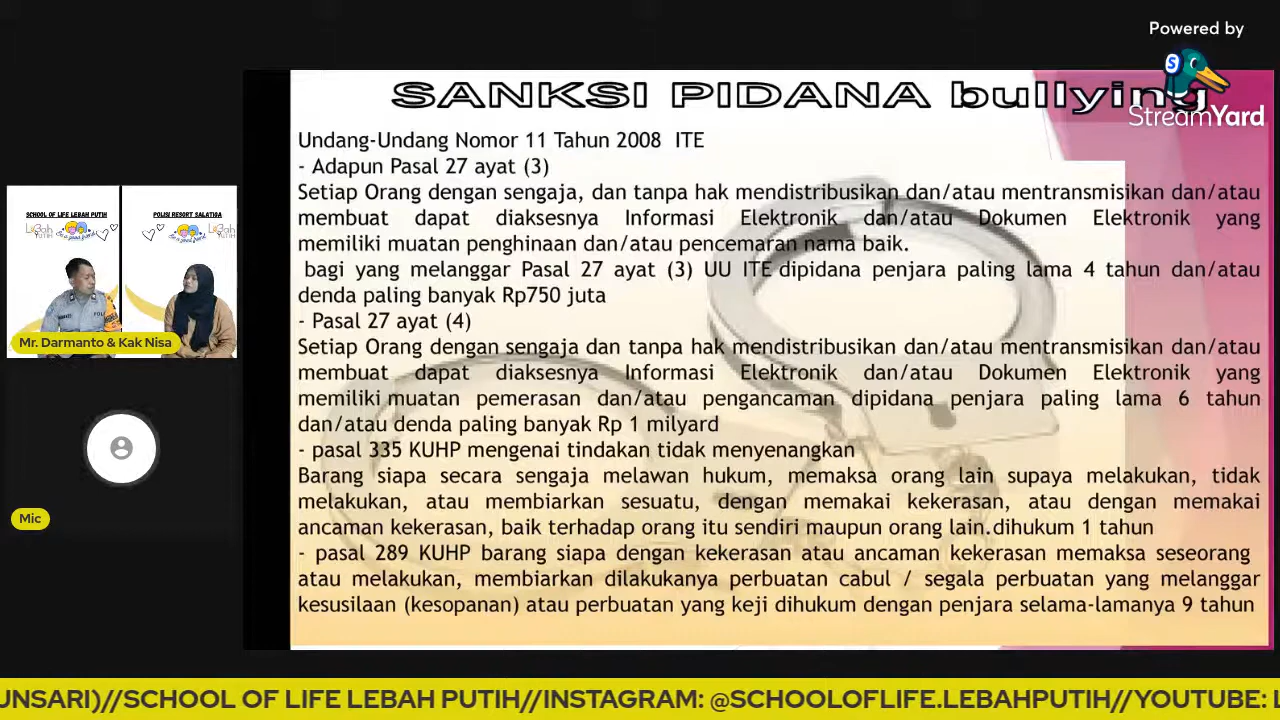 Powered by
StreamYard
SANKSI PIDANA bullying
Undang-Undang Nomor 11 Tahun 2008 ITE
- Adapun Pasal 27 ayat (3)
Setiap Orang dengan sengaja, dan tanpa hak mendistribusikan dan/atau mentransmisikan dan/atau
membuat dapat diaksesnya Informasi Elektronik dan/atau Dokumen Elektronik yang
memiliki muatan penghinaan dan/atau pencemaran nama baik.
bagi yang melanggar Pasal 27 ayat (3) UU ITE dipidana penjara paling lama 4 tahun dan/atau
denda paling banyak Rp750 juta
- Pasal 27 ayat (4)
Setiap Orang dengan sengaja dan tanpa hak mendistribusikan dan/atau mentransmisikan dan/atau
membuat dapat diaksesnya Informasi Elektronik dan/atau Dokumen Elektronik yang
memiliki muatan pemerasan dan/atau pengancaman dipidana penjara paling lama 6 tahun
dan/atau denda paling banyak Rp 1 milyard
- pasal 335 KUHP mengenai tindakan tidak menyenangkan
Barang siapa secara sengaja melawan hukum, memaksa orang lain supaya melakukan, tidak
melakukan, atau membiarkan sesuatu, dengan memakai kekerasan, atau dengan memakai
ancaman kekerasan, baik terhadap orang itu sendiri maupun orang lain.dihukum 1 tahun
- pasal 289 KUHP barang siapa dengan kekerasan atau ancaman kekerasan memaksa seseorang
atau melakukan, membiarkan dilakukanya perbuatan cabul / segala perbuatan yang melanggar
kesusilaan (kesopanan) atau perbuatan yang keji dihukum dengan penjara selama-lamanya 9 tahun
SCHOOL OF LIFE LEBAH PUTIH
POLISI RESORT SALATIGA
Mr. Darmanto & Kak Nisa
Mic
UNSARI)//SCHOOL OF LIFE LEBAH PUTIH//INSTAGRAM: @SCHOOLOFLIFE.LEBAHPUTIH//YOUTUBE: L